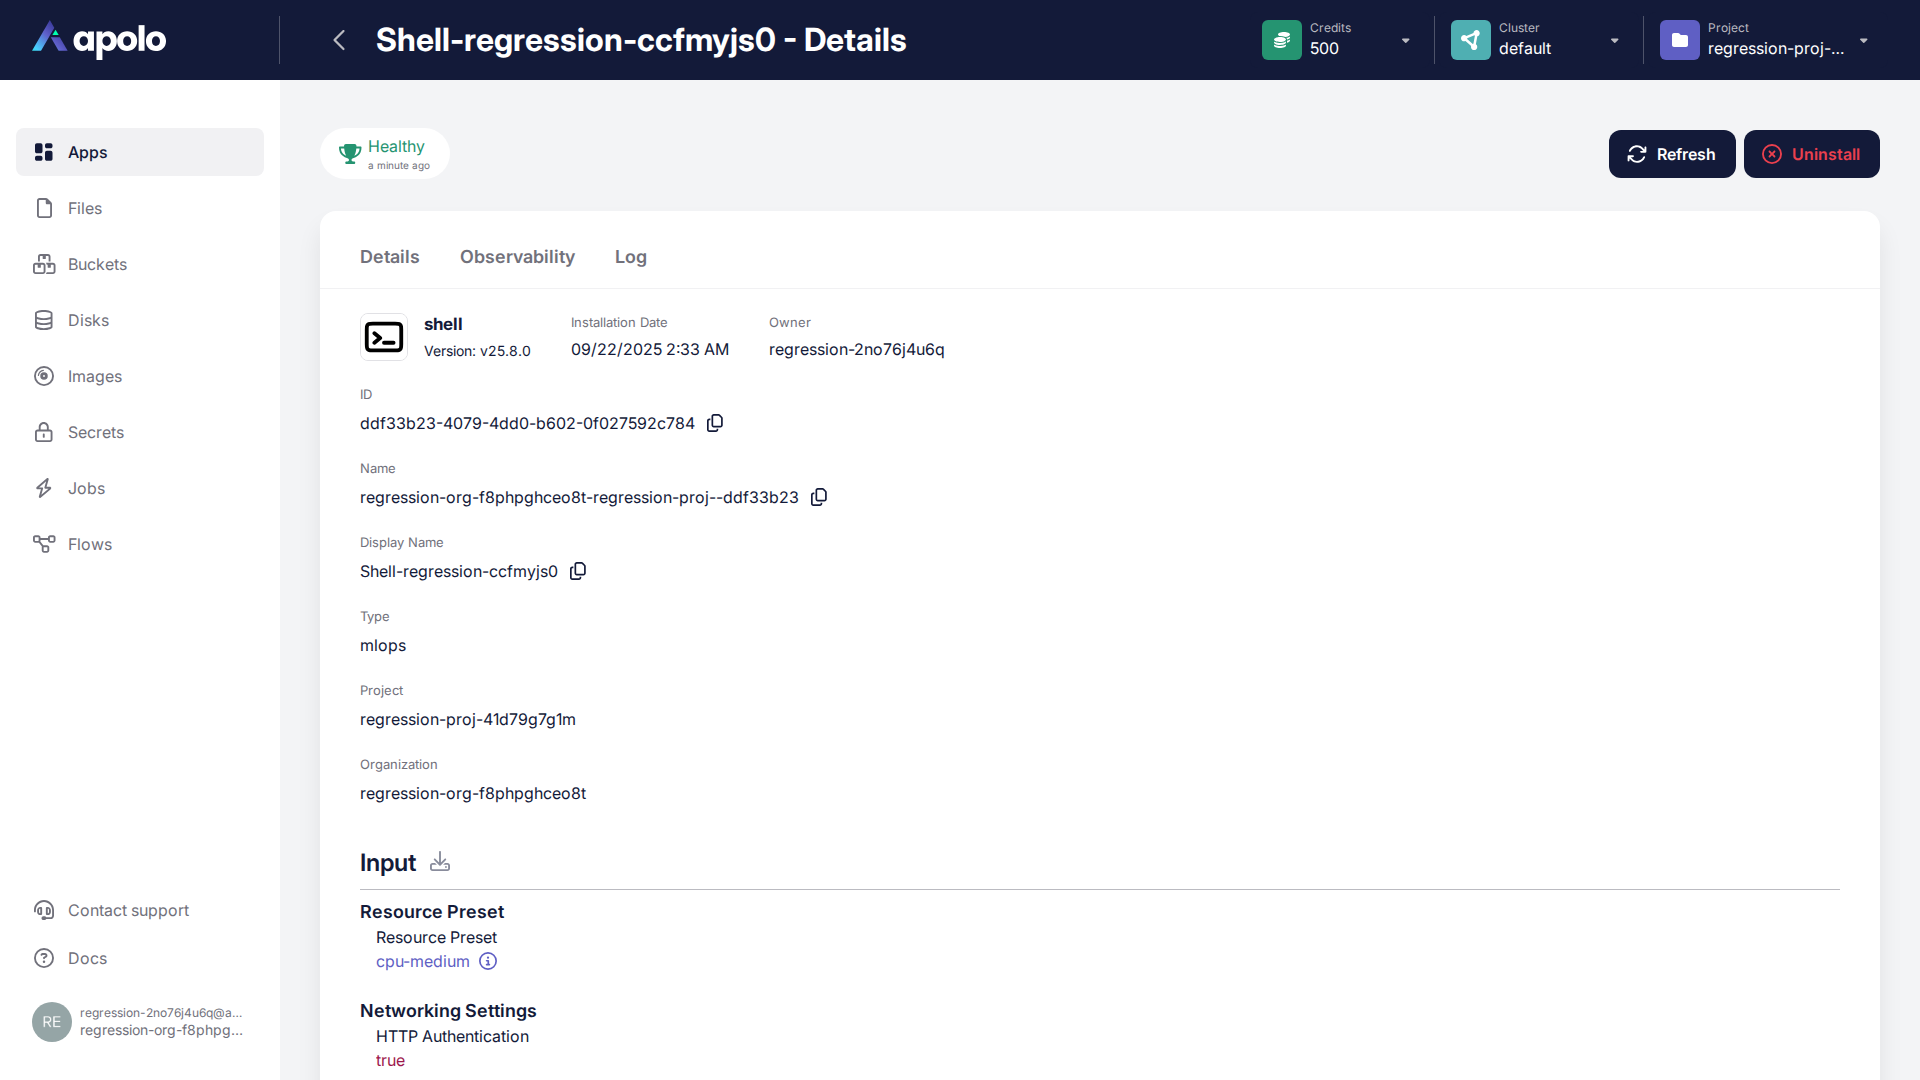 apolo
Shell-regression-ccfmyjs0 - Details
Credits
500
Cluster
default
Project
regression-proj-...
Apps
Files
Buckets
Disks
Images
Secrets
Jobs
Flows
Contact support
Docs
RE
regression-2no76j4u6q@a...
regression-org-f8phpg...
Healthy
a minute ago
Refresh
Uninstall
Details
Observability
Log
shell
Version: v25.8.0
Installation Date
09/22/2025 2:33 AM
Owner
regression-2no76j4u6q
ID
ddf33b23-4079-4dd0-b602-0f027592c784
Name
regression-org-f8phpghceo8t-regression-proj--ddf33b23
Display Name
Shell-regression-ccfmyjs0
Type
mlops
Project
regression-proj-41d79g7g1m
Organization
regression-org-f8phpghceo8t
Input
Resource Preset
Resource Preset
cpu-medium
Networking Settings
HTTP Authentication
true